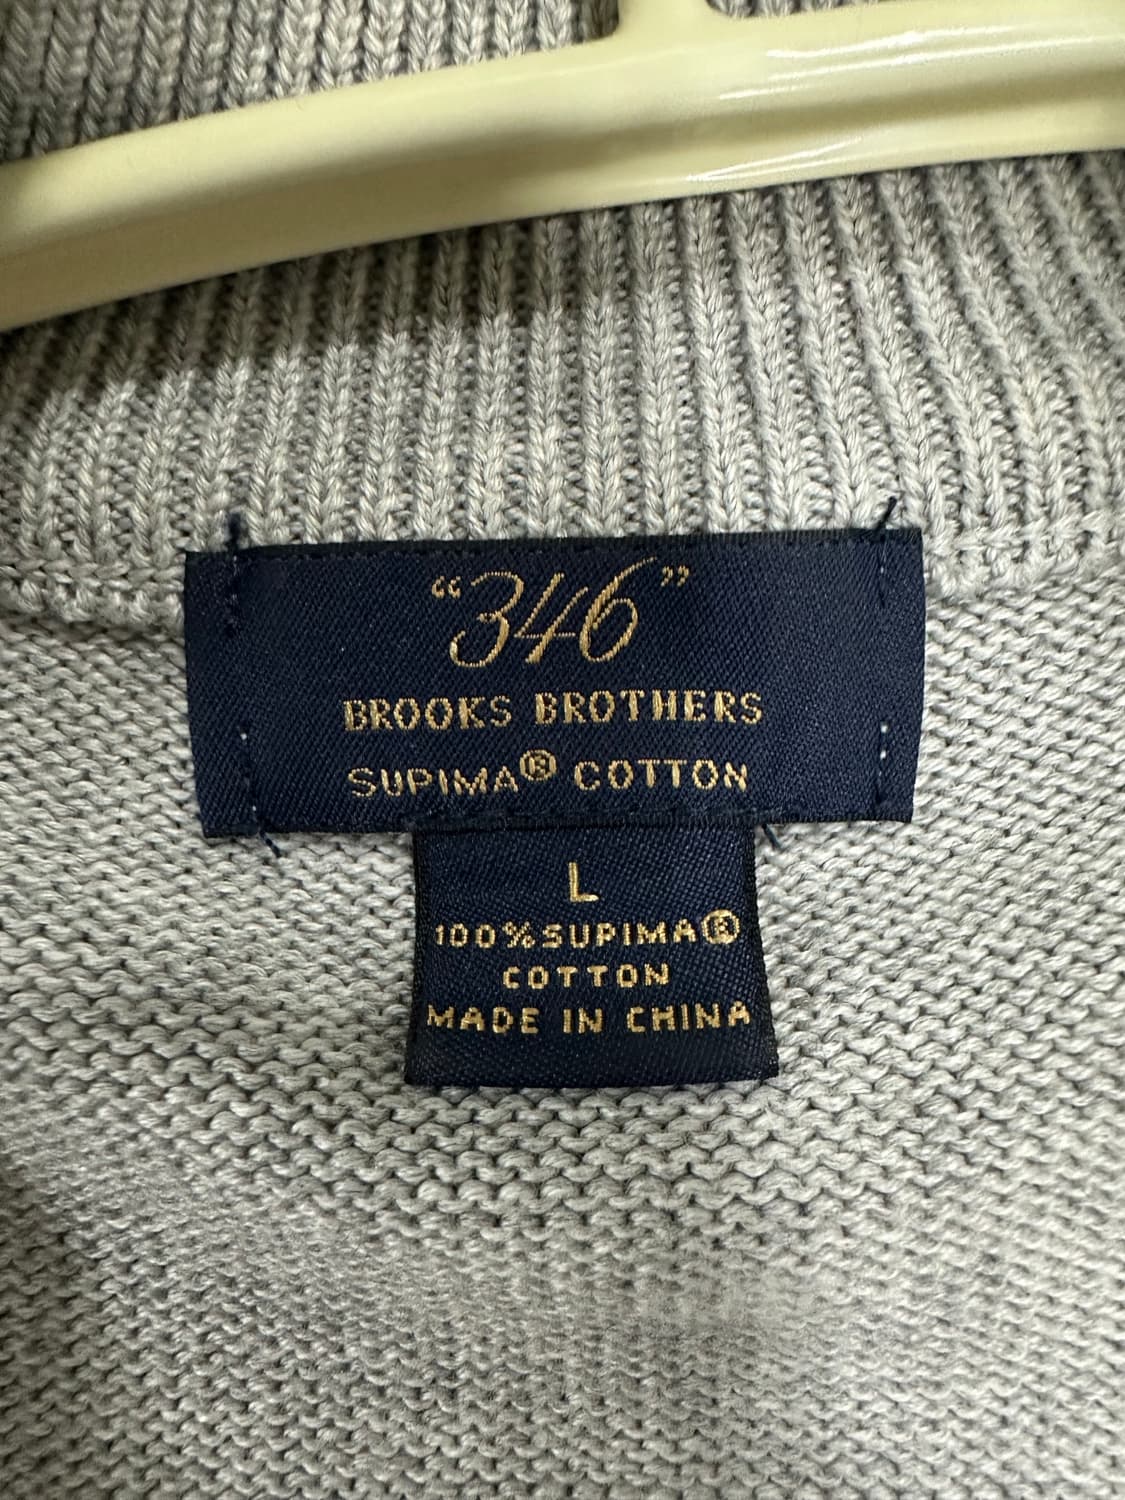 “346”
BROOKS BROTHERS
SUPIMA® COTTON
L
100%SUPIMA®
COTTON
MADE IN CHINA